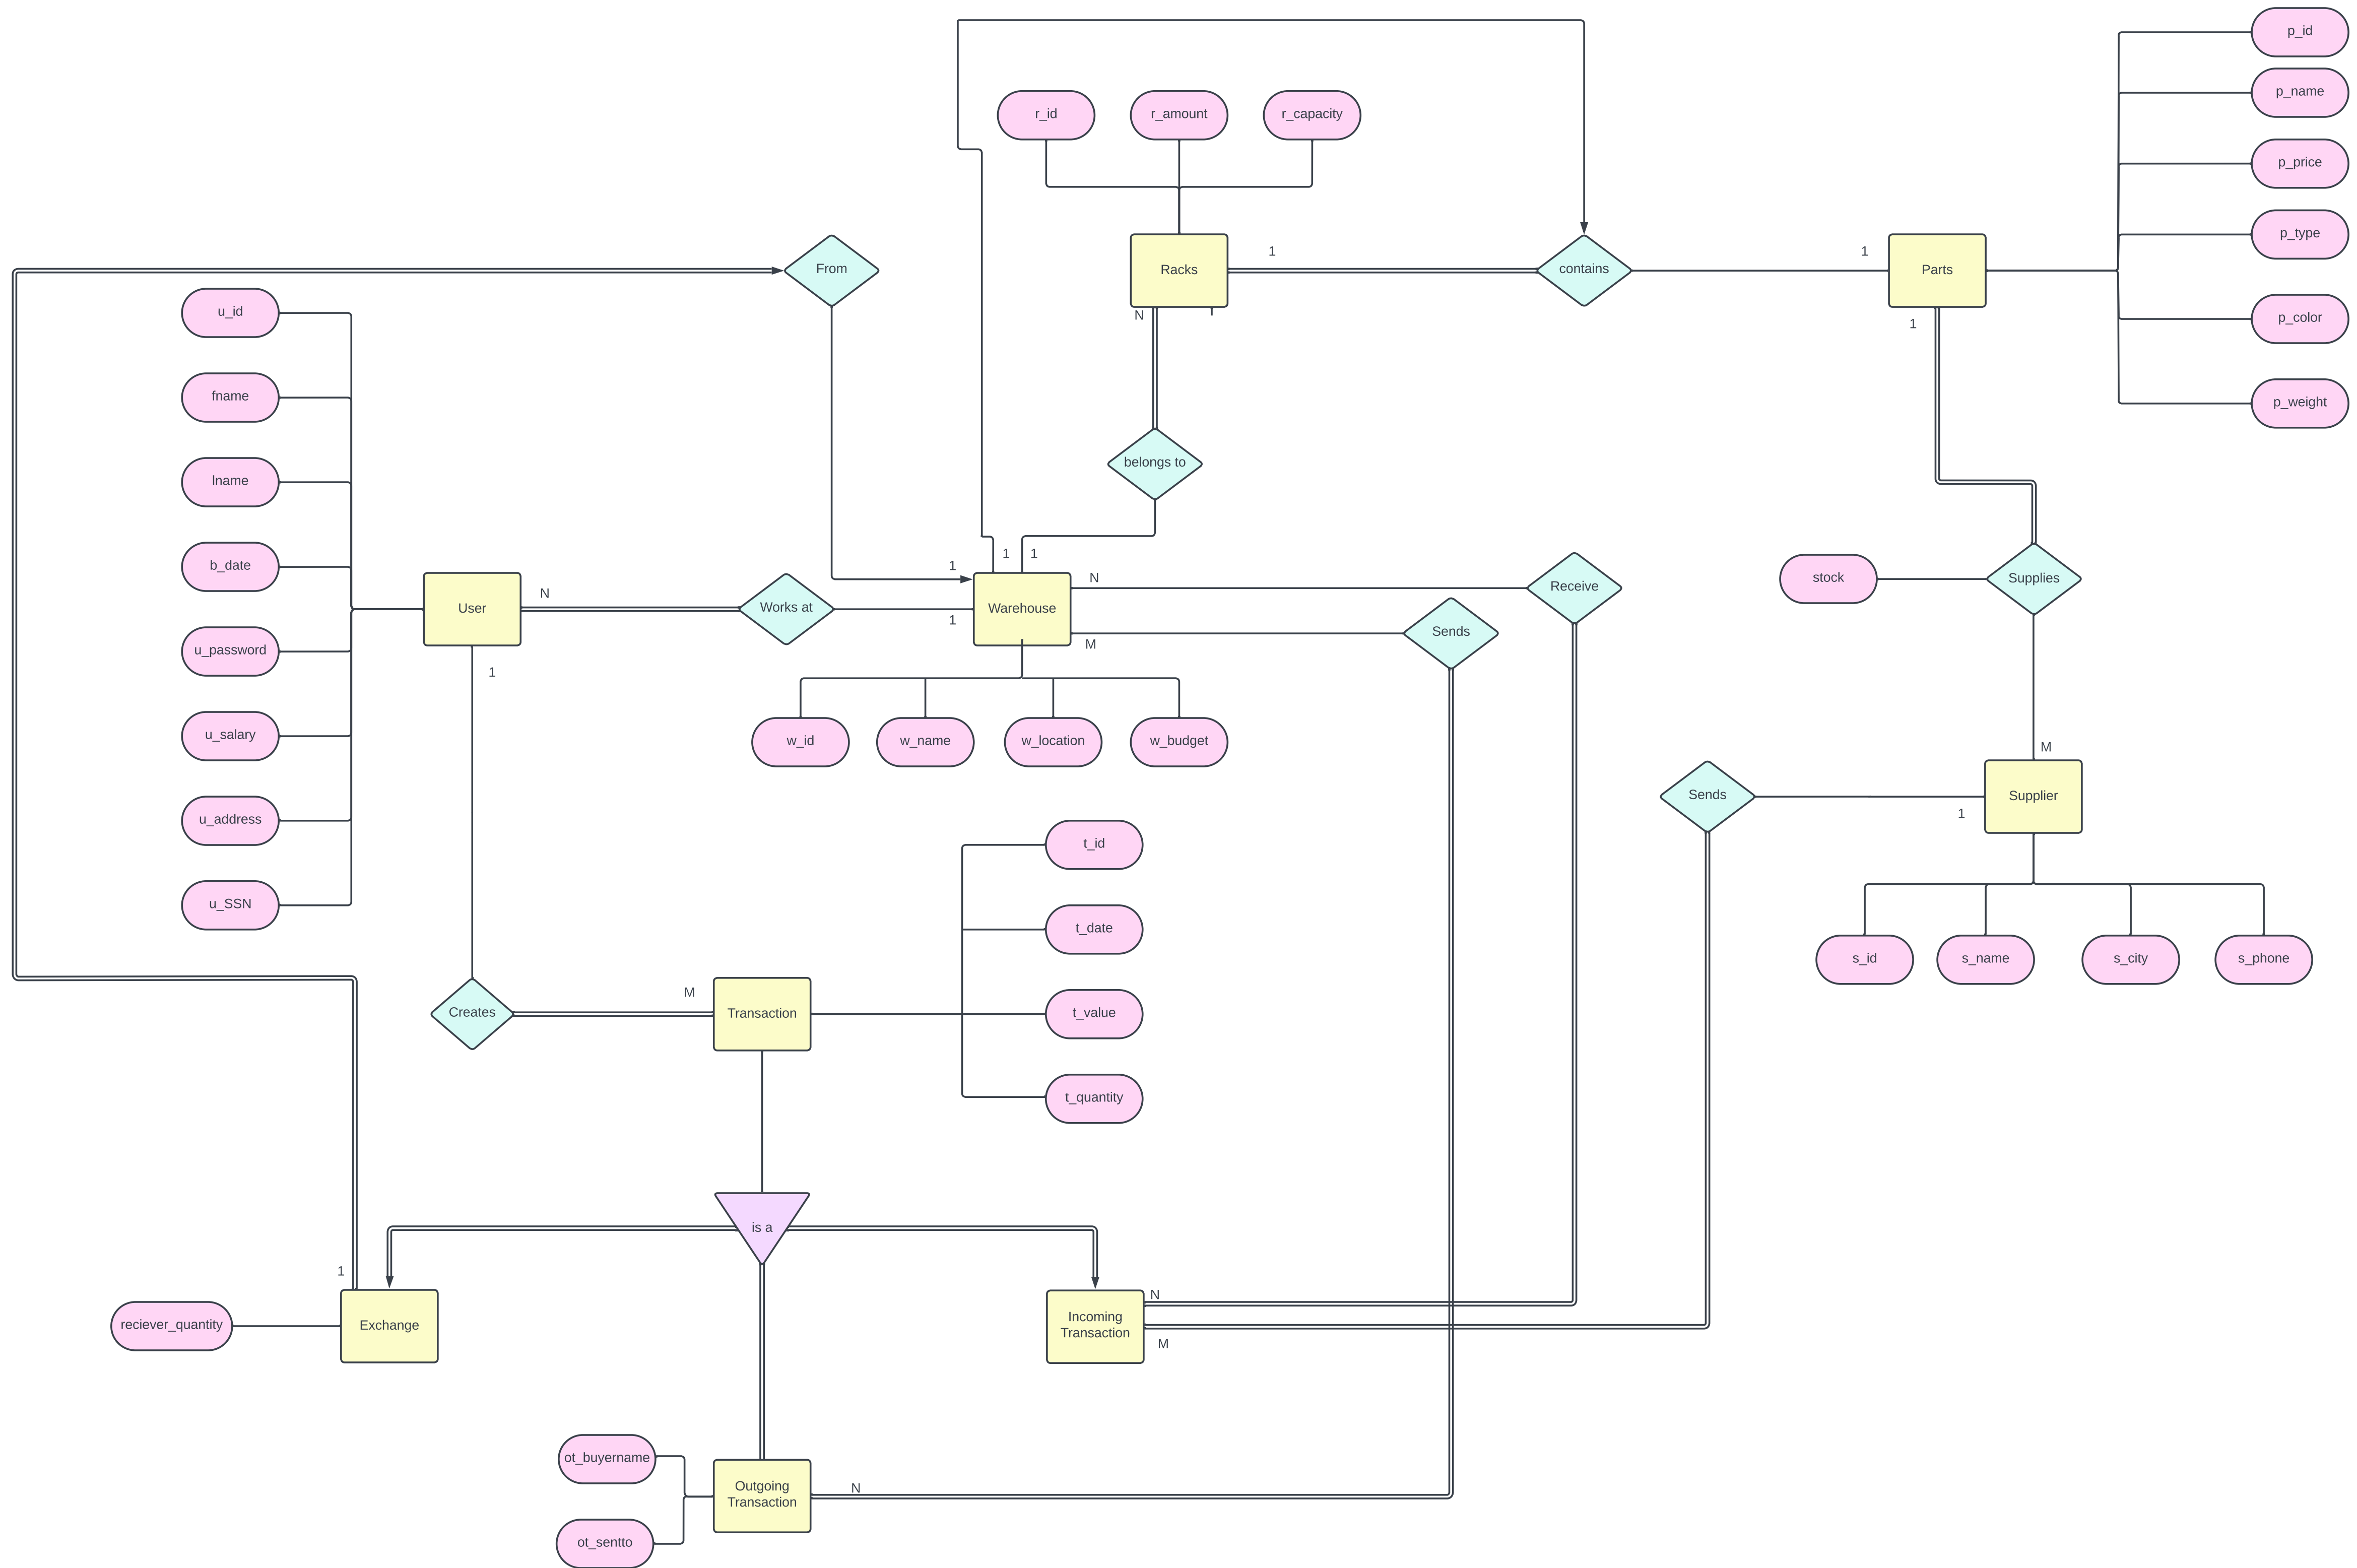 p_id
p_name
r_id
r_amount
r_capacity
p_price
p_type
From
Racks
1
contains
1
Parts
u_id
N
1
p_color
fname
p_weight
belongs to
lname
b_date
1
1
1
N
Receive
stock
Supplies
User
N
Works at
Warehouse
1
M
Sends
u_password
1
u_salary
w_id
w_name
w_location
w_budget
M
Sends
Supplier
1
u_address
t_id
u_SSN
t_date
s_id
s_name
s_city
s_phone
M
Creates
Transaction
t_value
t_quantity
is a
1
N
reciever_quantity
Exchange
Incoming
Transaction
M
ot_buyername
Outgoing
Transaction
N
ot_sentto